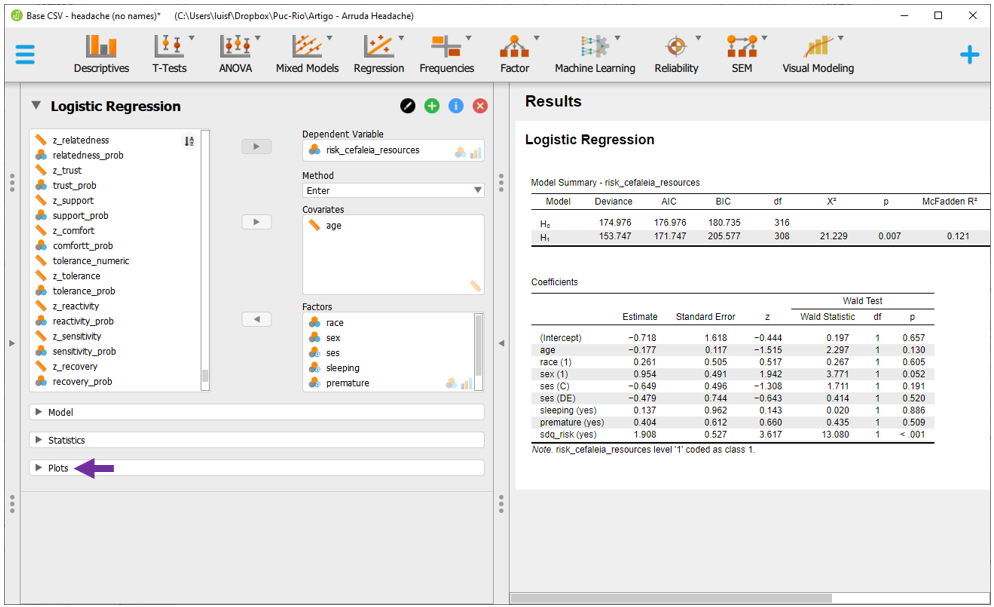 Base CSV - headache (no names)* (C:\Users\luisf\Dropbox\Puc-Rio\Artigo - Arruda Headache)
Descriptives T-Tests ANOVA Mixed Models Regression Frequencies Factor Machine Learning Reliability SEM Visual Modeling
Logistic Regression
z_relatedness
relatedness_prob
z_trust
trust_prob
z_support
support_prob
z_comfort
comfortt_prob
tolerance_numeric
z_tolerance
tolerance_prob
z_reactivity
reactivity_prob
z_sensitivity
sensitivity_prob
z_recovery
recovery_prob
Dependent Variable
risk_cefaleia_resources
Method
Enter
Covariates
age
Factors
race
sex
ses
sleeping
premature
Model
Statistics
Plots
Results
Logistic Regression
Model Summary - risk_cefaleia_resources
Model Deviance AIC BIC df X² p McFadden R²
H₀ 174.976 176.976 180.735 316
H₁ 153.747 171.747 205.577 308 21.229 0.007 0.121
Coefficients
Wald Test
Estimate Standard Error z Wald Statistic df p
(Intercept) −0.718 1.618 −0.444 0.197 1 0.657
age −0.177 0.117 −1.515 2.297 1 0.130
race (1) 0.261 0.505 0.517 0.267 1 0.605
sex (1) 0.954 0.491 1.942 3.771 1 0.052
ses (C) −0.649 0.496 −1.308 1.711 1 0.191
ses (DE) −0.479 0.744 −0.643 0.414 1 0.520
sleeping (yes) 0.137 0.962 0.143 0.020 1 0.886
premature (yes) 0.404 0.612 0.660 0.435 1 0.509
sdq_risk (yes) 1.908 0.527 3.617 13.080 1 < .001
Note. risk_cefaleia_resources level '1' coded as class 1.